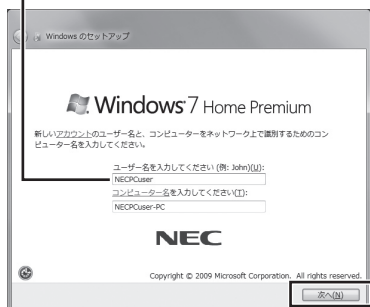 Windows のセットアップ
Windows 7 Home Premium
新しいアカウントのユーザー名と、コンピューターをネットワーク上で識別するためのコン
ピューター名を入力してください。
ユーザー名を入力してください (例: John)(U):
NECPCuser
コンピューター名を入力してください(T):
NECPCuser-PC
NEC
Copyright © 2009 Microsoft Corporation. All rights reserved.
次へ(N)